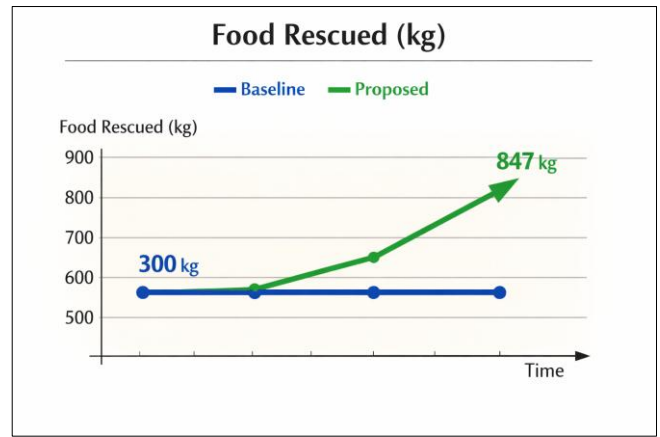 Food Rescued (kg)
Baseline Proposed
Food Rescued (kg)
900
847 kg
800
700
300 kg
600
500
Time